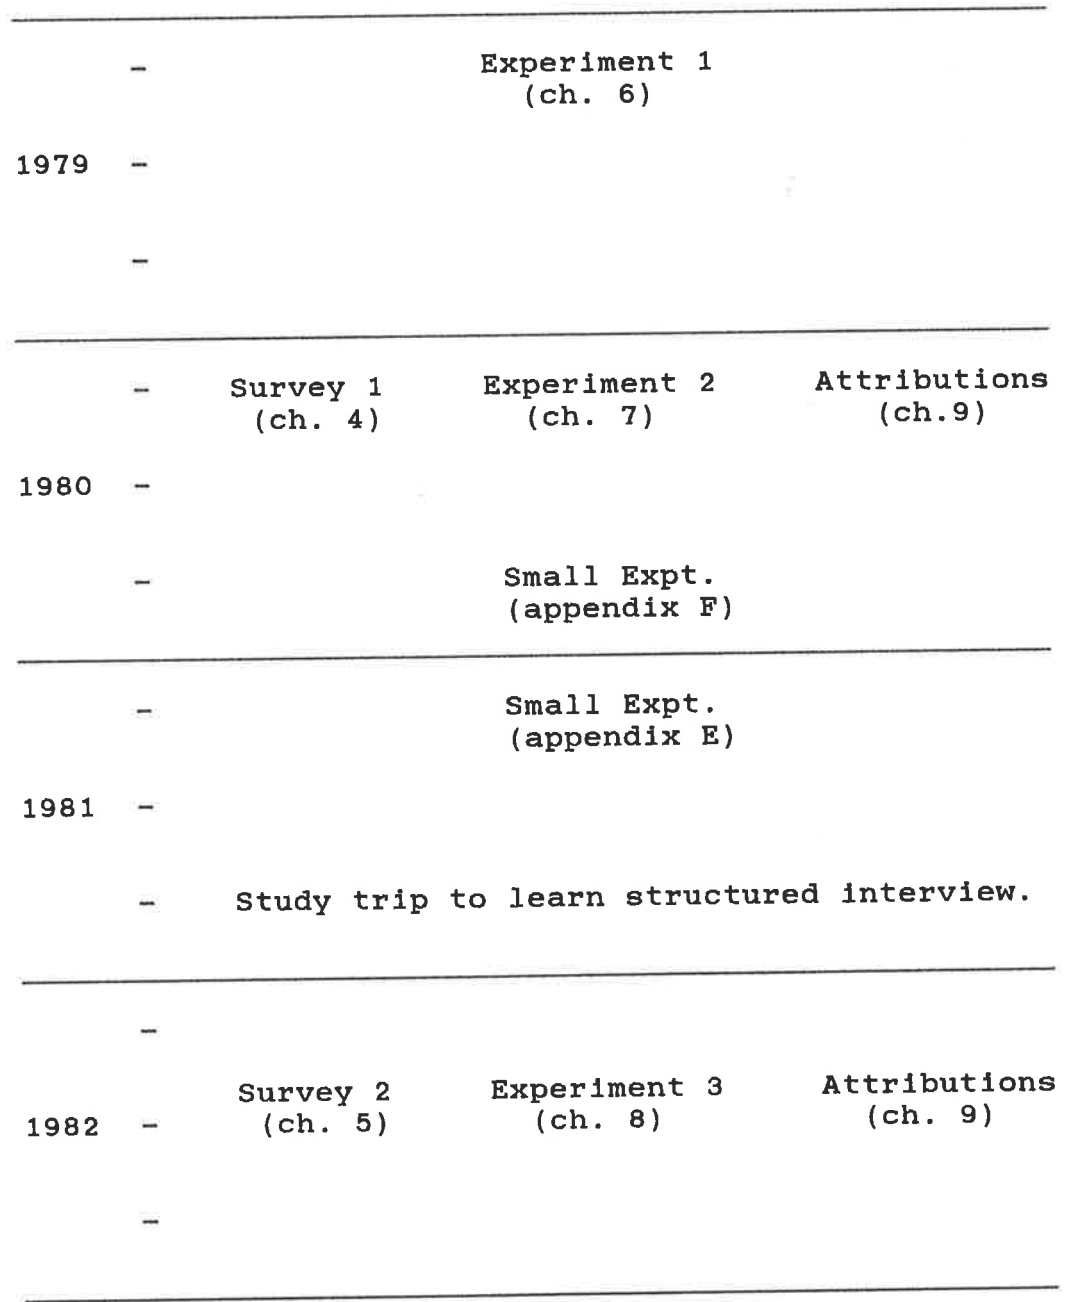 - Experiment 1
(ch. 6)
1979 -
-
- Survey 1 Experiment 2 Attributions
(ch. 4) (ch. 7) (ch.9)
1980 -
- Small Expt.
(appendix F)
- Small Expt.
(appendix E)
1981 -
- Study trip to learn structured interview.
-
Survey 2 Experiment 3 Attributions
1982 - (ch. 5) (ch. 8) (ch. 9)
-